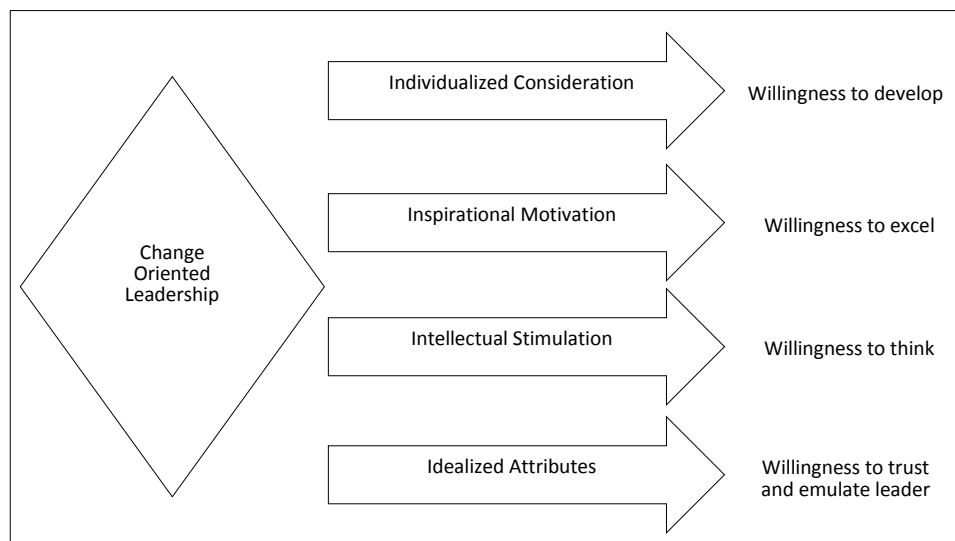 Change
Oriented
Leadership
Individualized Consideration
Willingness to develop
Inspirational Motivation
Willingness to excel
Intellectual Stimulation
Willingness to think
Idealized Attributes
Willingness to trust
and emulate leader